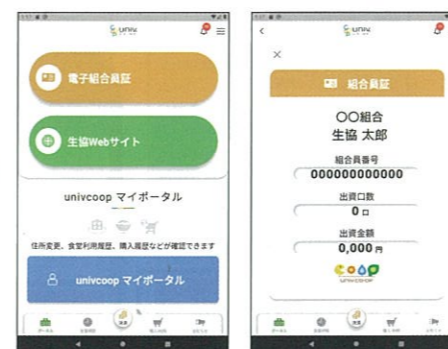 univ
電子組合員証
生協Webサイト
univcoop マイポータル
住所変更、食堂利用履歴、購入履歴などが確認できます
univcoop マイポータル
univ
組合員証
〇〇組合
生協 太郎
組合員番号
000000000000
出資口数
0 口
出資金額
0,000 円
UNIVCOOP